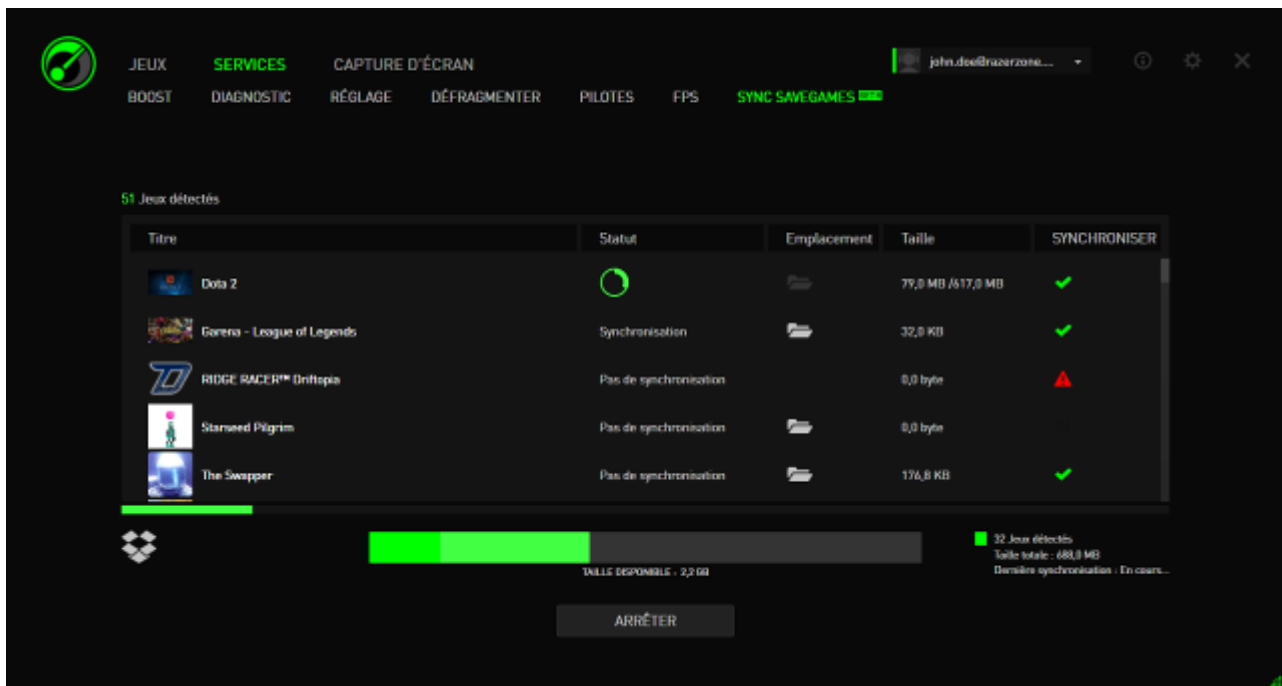 JEUX SERVICES CAPTURE D'ÉCRAN john.doe@razerzone....
BOOST DIAGNOSTIC RÉGLAGE DÉFRAGMENTER PILOTES FPS SYNC SAVEGAMES BETA
51 Jeux détectés
Titre Statut Emplacement Taille SYNCHRONISER
Dota 2 79,0 MB /617,0 MB
Garena - League of Legends Synchronisation 32,0 KB
RIDGE RACER™ Driftopia Pas de synchronisation 0,0 byte
Starseed Pilgrim Pas de synchronisation 0,0 byte
The Swapper Pas de synchronisation 176,8 KB
32 Jeux détectés
Taille totale : 688,0 MB
Dernière synchronisation : En cours...
TAILLE DISPONIBLE : 2,2 GB
ARRÊTER